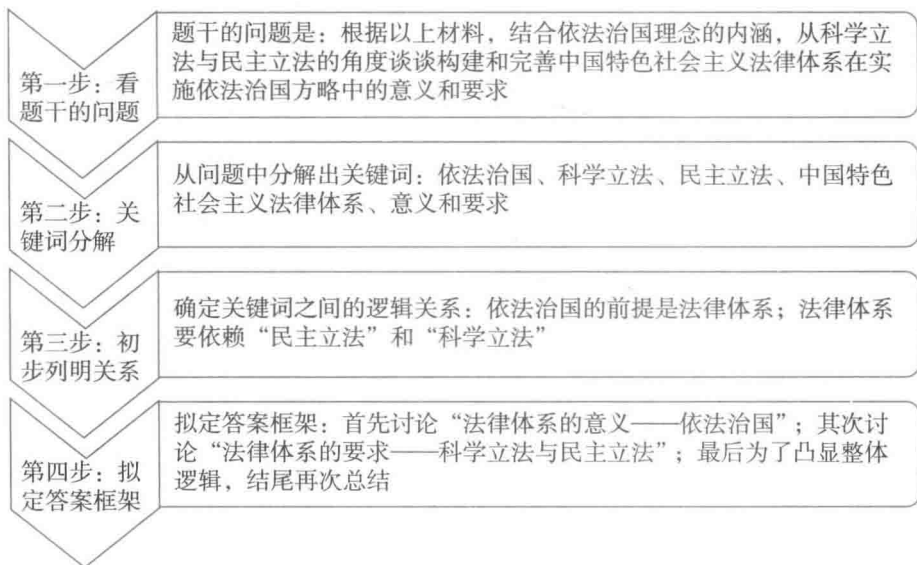 第一步：看
题干的问题
题干的问题是：根据以上材料，结合依法治国理念的内涵，从科学立
法与民主立法的角度谈谈构建和完善中国特色社会主义法律体系在实
施依法治国方略中的意义和要求
第二步：关
键词分解
从问题中分解出关键词：依法治国、科学立法、民主立法、中国特色
社会主义法律体系、意义和要求
第三步：初
步列明关系
确定关键词之间的逻辑关系：依法治国的前提是法律体系；法律体系
要依赖“民主立法”和“科学立法”
第四步：拟
定答案框架
拟定答案框架：首先讨论“法律体系的意义——依法治国”；其次讨
论“法律体系的要求——科学立法与民主立法”；最后为了凸显整体
逻辑，结尾再次总结